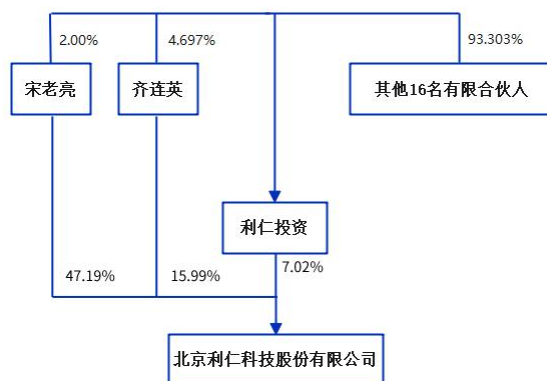 2.00%
4.697%
93.303%
宋老亮
齐连英
其他16名有限合伙人
利仁投资
7.02%
47.19%
15.99%
北京利仁科技股份有限公司